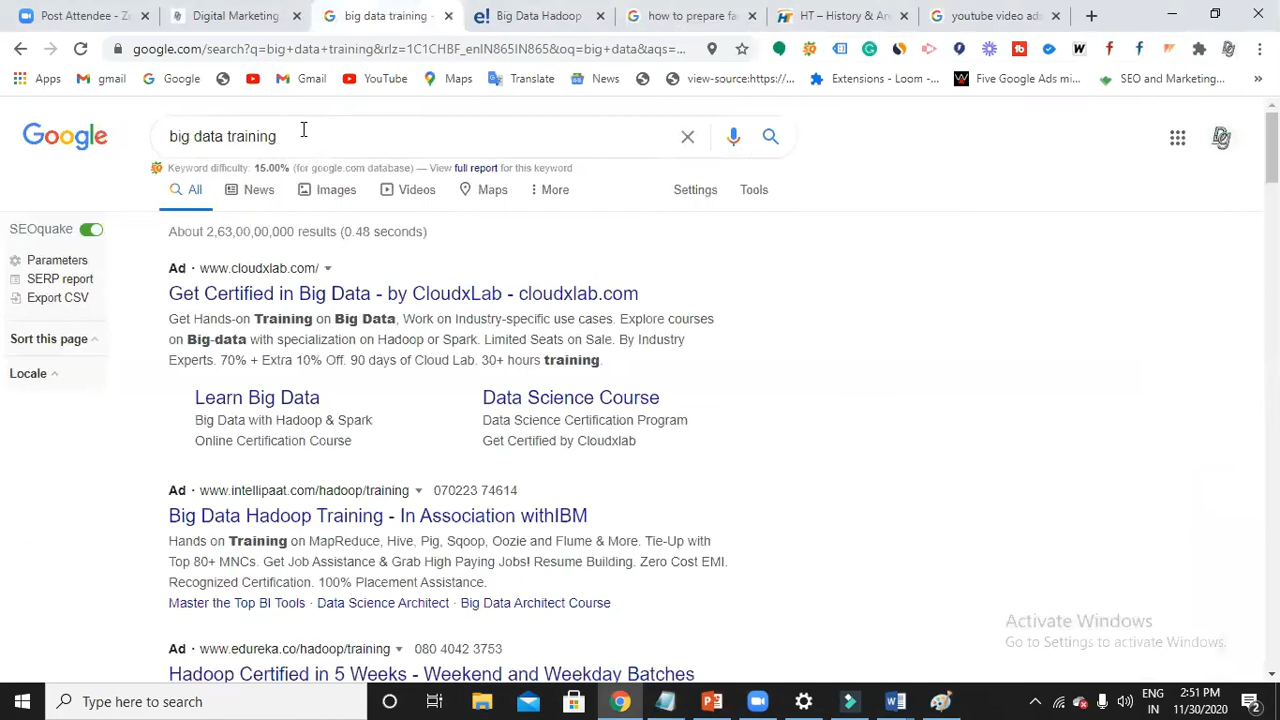 Post Attendee - Z
Digital Marketing
big data training -
Big Data Hadoop
how to prepare fa
HT – History & An
youtube video ad
google.com/search?q=big+data+training&rlz=1C1CHBF_enIN865IN865&oq=big+data&aqs=...
Apps gmail Google Gmail YouTube Maps Translate News view-source:https://... Extensions - Loom -... Five Google Ads mi... SEO and Marketing... »
Google
big data training
Keyword difficulty: 15.00% (for google.com database) — View full report for this keyword
All News Images Videos Maps More Settings Tools
SEOquake
Parameters
SERP report
Export CSV
Sort this page
Locale
About 2,63,00,00,000 results (0.48 seconds)
Ad · www.cloudxlab.com/
Get Certified in Big Data - by CloudxLab - cloudxlab.com
Get Hands-on Training on Big Data, Work on Industry-specific use cases. Explore courses
on Big-data with specialization on Hadoop or Spark. Limited Seats on Sale. By Industry
Experts. 70% + Extra 10% Off. 90 days of Cloud Lab. 30+ hours training.
Learn Big Data
Big Data with Hadoop & Spark
Online Certification Course
Data Science Course
Data Science Certification Program
Get Certified by Cloudxlab
Ad · www.intellipaat.com/hadoop/training 070223 74614
Big Data Hadoop Training - In Association withIBM
Hands on Training on MapReduce, Hive, Pig, Sqoop, Oozie and Flume & More. Tie-Up with
Top 80+ MNCs. Get Job Assistance & Grab High Paying Jobs! Resume Building. Zero Cost EMI.
Recognized Certification. 100% Placement Assistance.
Master the Top BI Tools · Data Science Architect · Big Data Architect Course
Ad · www.edureka.co/hadoop/training 080 4042 3753
Hadoop Certified in 5 Weeks - Weekend and Weekday Batches
Activate Windows
Go to Settings to activate Windows.
Type here to search
ENG
IN
2:51 PM
11/30/2020
2